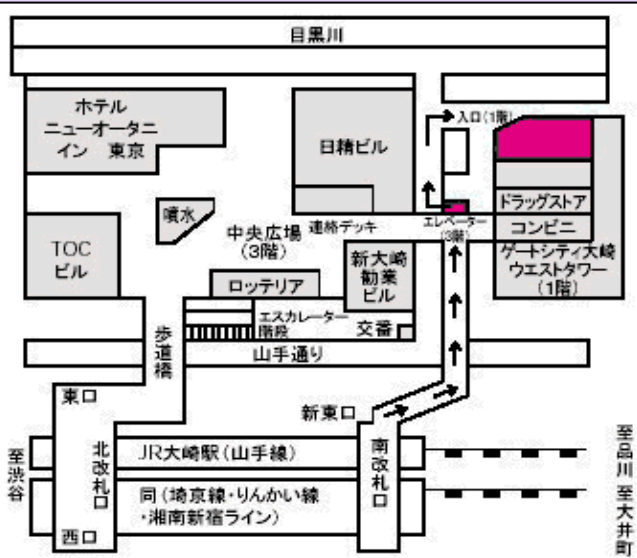 目黒川
ホテル
ニューオータニ
イン 東京
日精ビル
入口(1階)
ドラッグストア
コンビニ
ゲートシティ大崎
ウエストタワー
(1階)
エレベーター
(3階)
連絡デッキ
噴水
中央広場
(3階)
TOC
ビル
新大崎
勧業
ビル
ロッテリア
エスカレーター
階段
交番
歩道橋
山手通り
東口
新東口
至渋谷
北改札口
JR大崎駅(山手線)
南改札口
同(埼京線・りんかい線
・湘南新宿ライン)
西口
至品川
至大井町